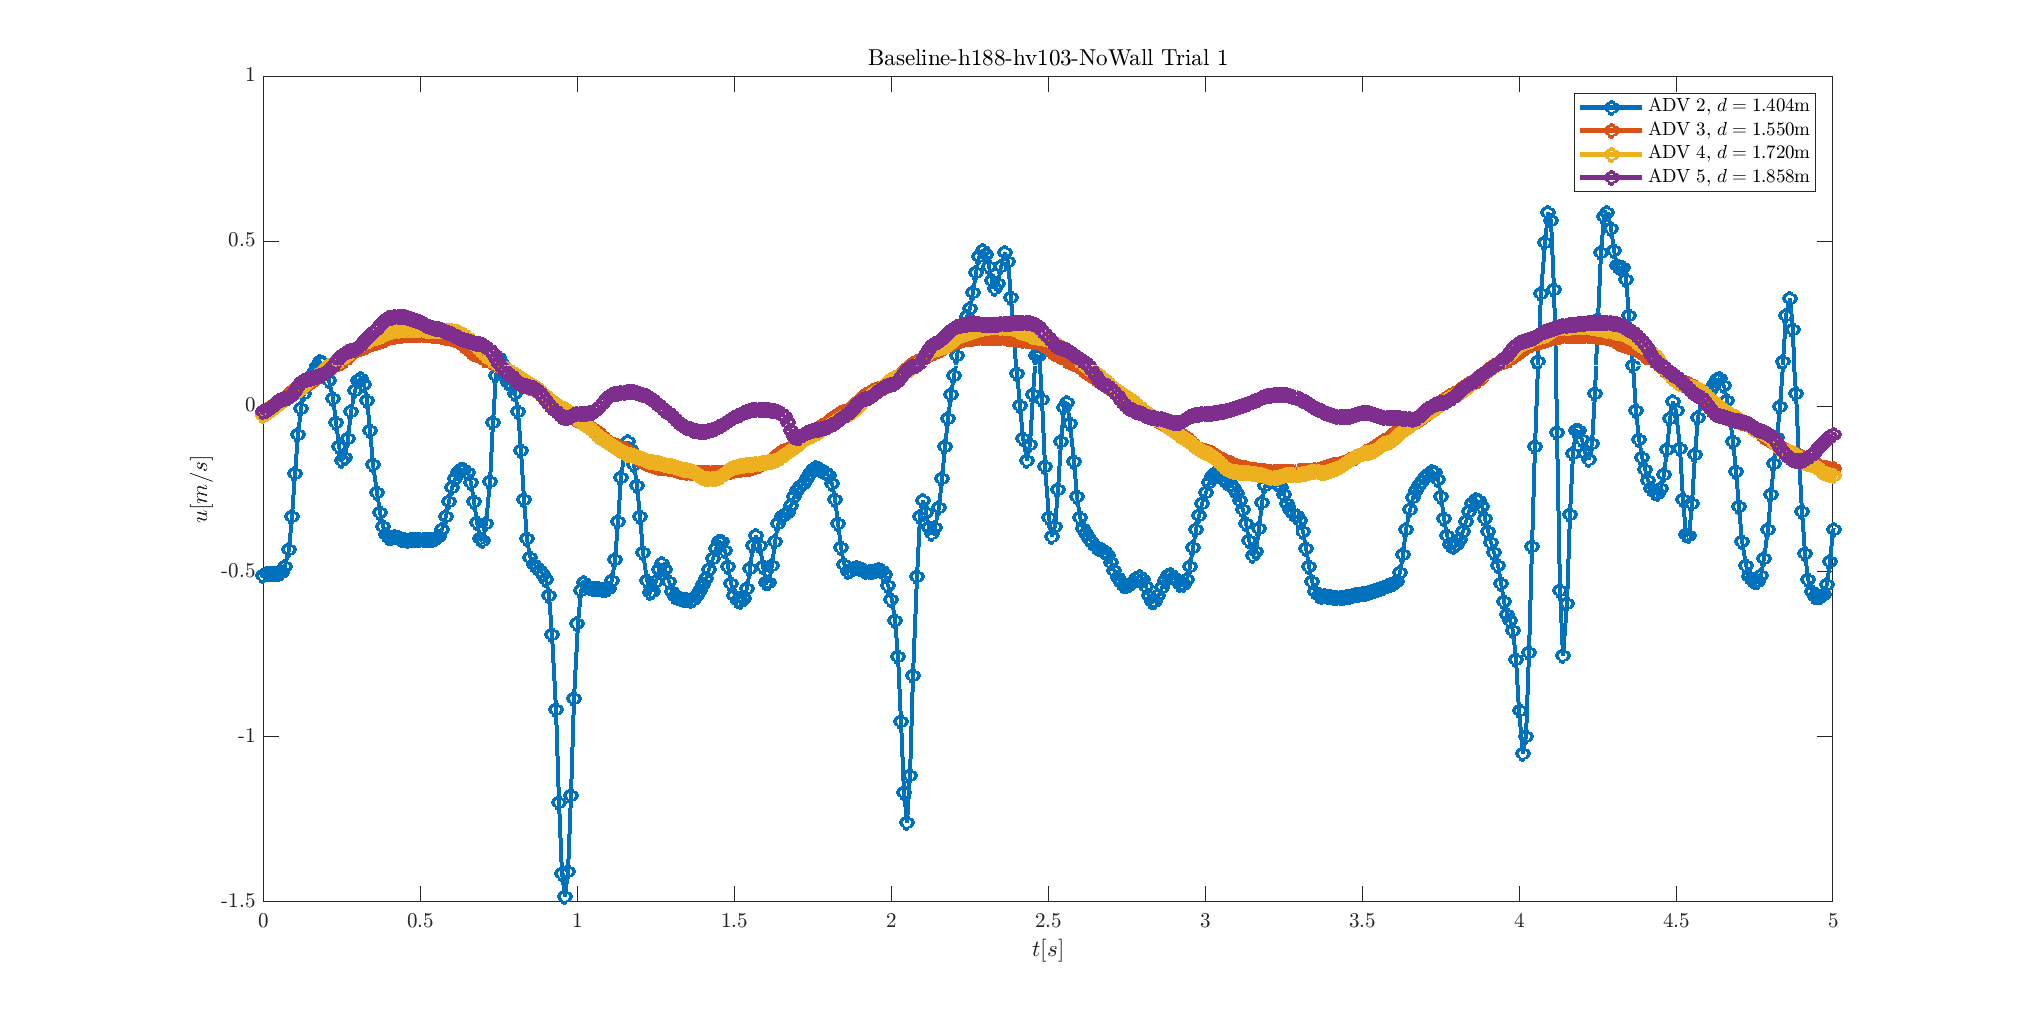 Baseline-h188-hv103-NoWall Trial 1
1
0.5
0
-0.5
-1
-1.5
u[m/s]
ADV 2, d = 1.404m
ADV 3, d = 1.550m
ADV 4, d = 1.720m
ADV 5, d = 1.858m
0 0.5 1 1.5 2 2.5 3 3.5 4 4.5 5
t[s]